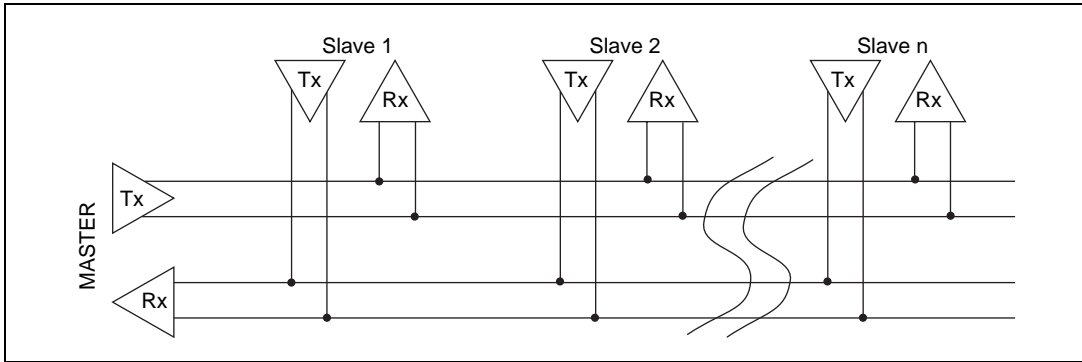 Slave 1
Slave 2
Slave n
Tx
Rx
Tx
Rx
Tx
Rx
MASTER
Tx
Rx